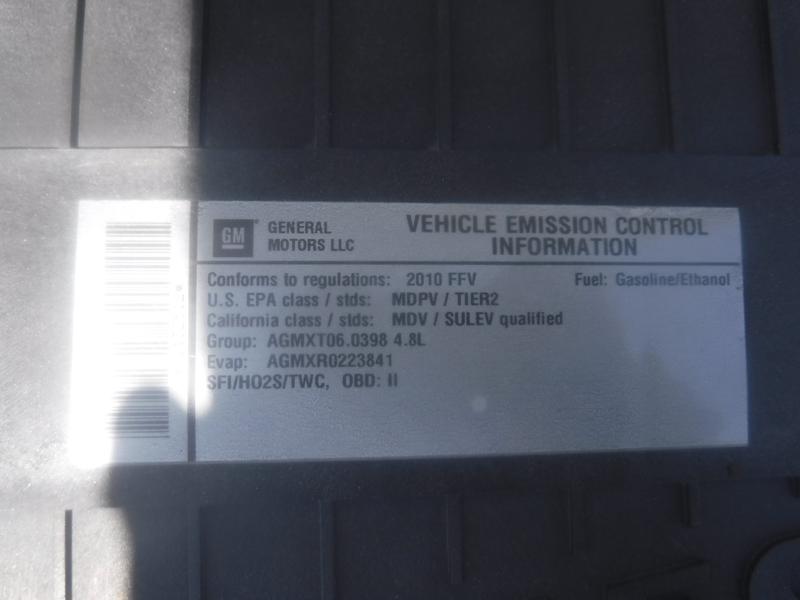 GM
GENERAL
MOTORS LLC
VEHICLE EMISSION CONTROL
INFORMATION
Conforms to regulations: 2010 FFV Fuel: Gasoline/Ethanol
U.S. EPA class / stds: MDPV / TIER2
California class / stds: MDV / SULEV qualified
Group: AGMXT06.0398 4.8L
Evap: AGMXR0223841
SFI/HO2S/TWC, OBD: II